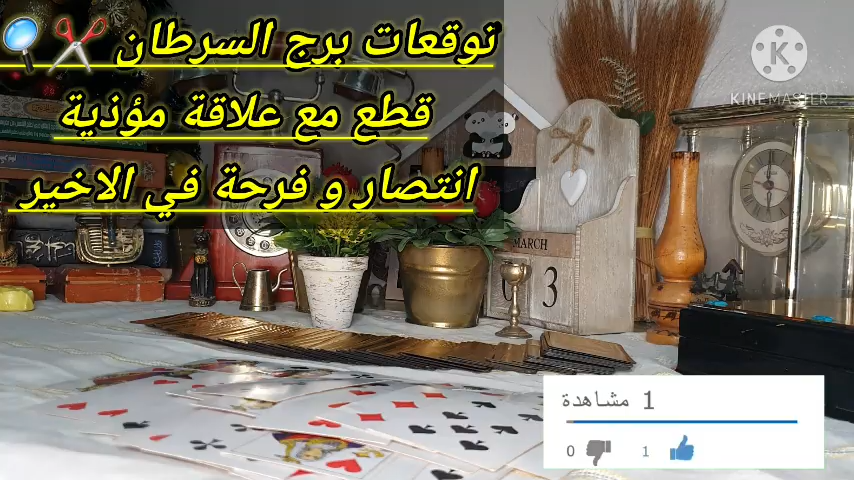 توقعات برج السرطان
قطع مع علاقة مؤذية
انتصار و فرحة في الاخير
K
KINEMASTER
MARCH
3
1 مشاهدة
0
1